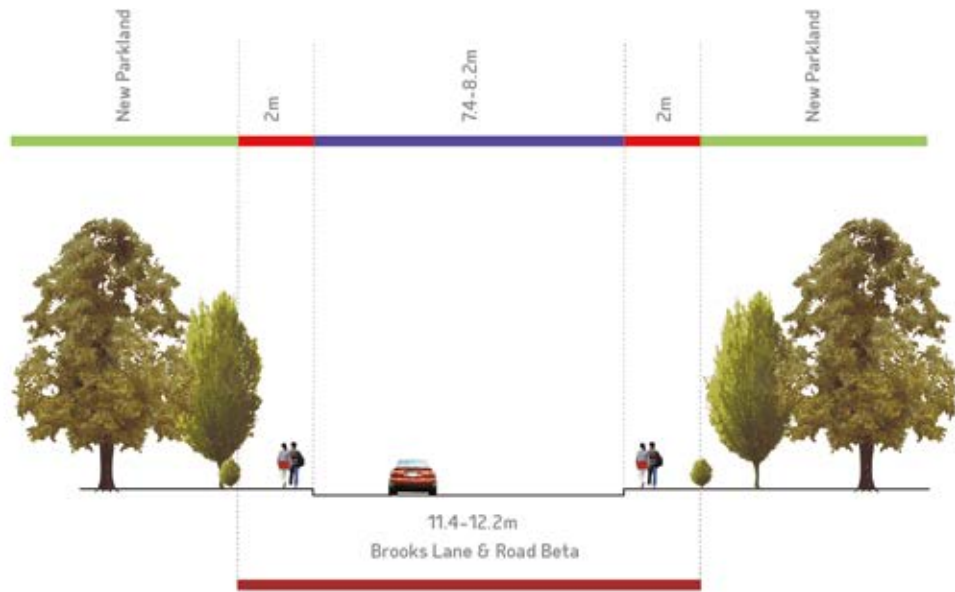 New Parkland
2m
7.4-8.2m
2m
New Parkland
11.4-12.2m
Brooks Lane & Road Beta